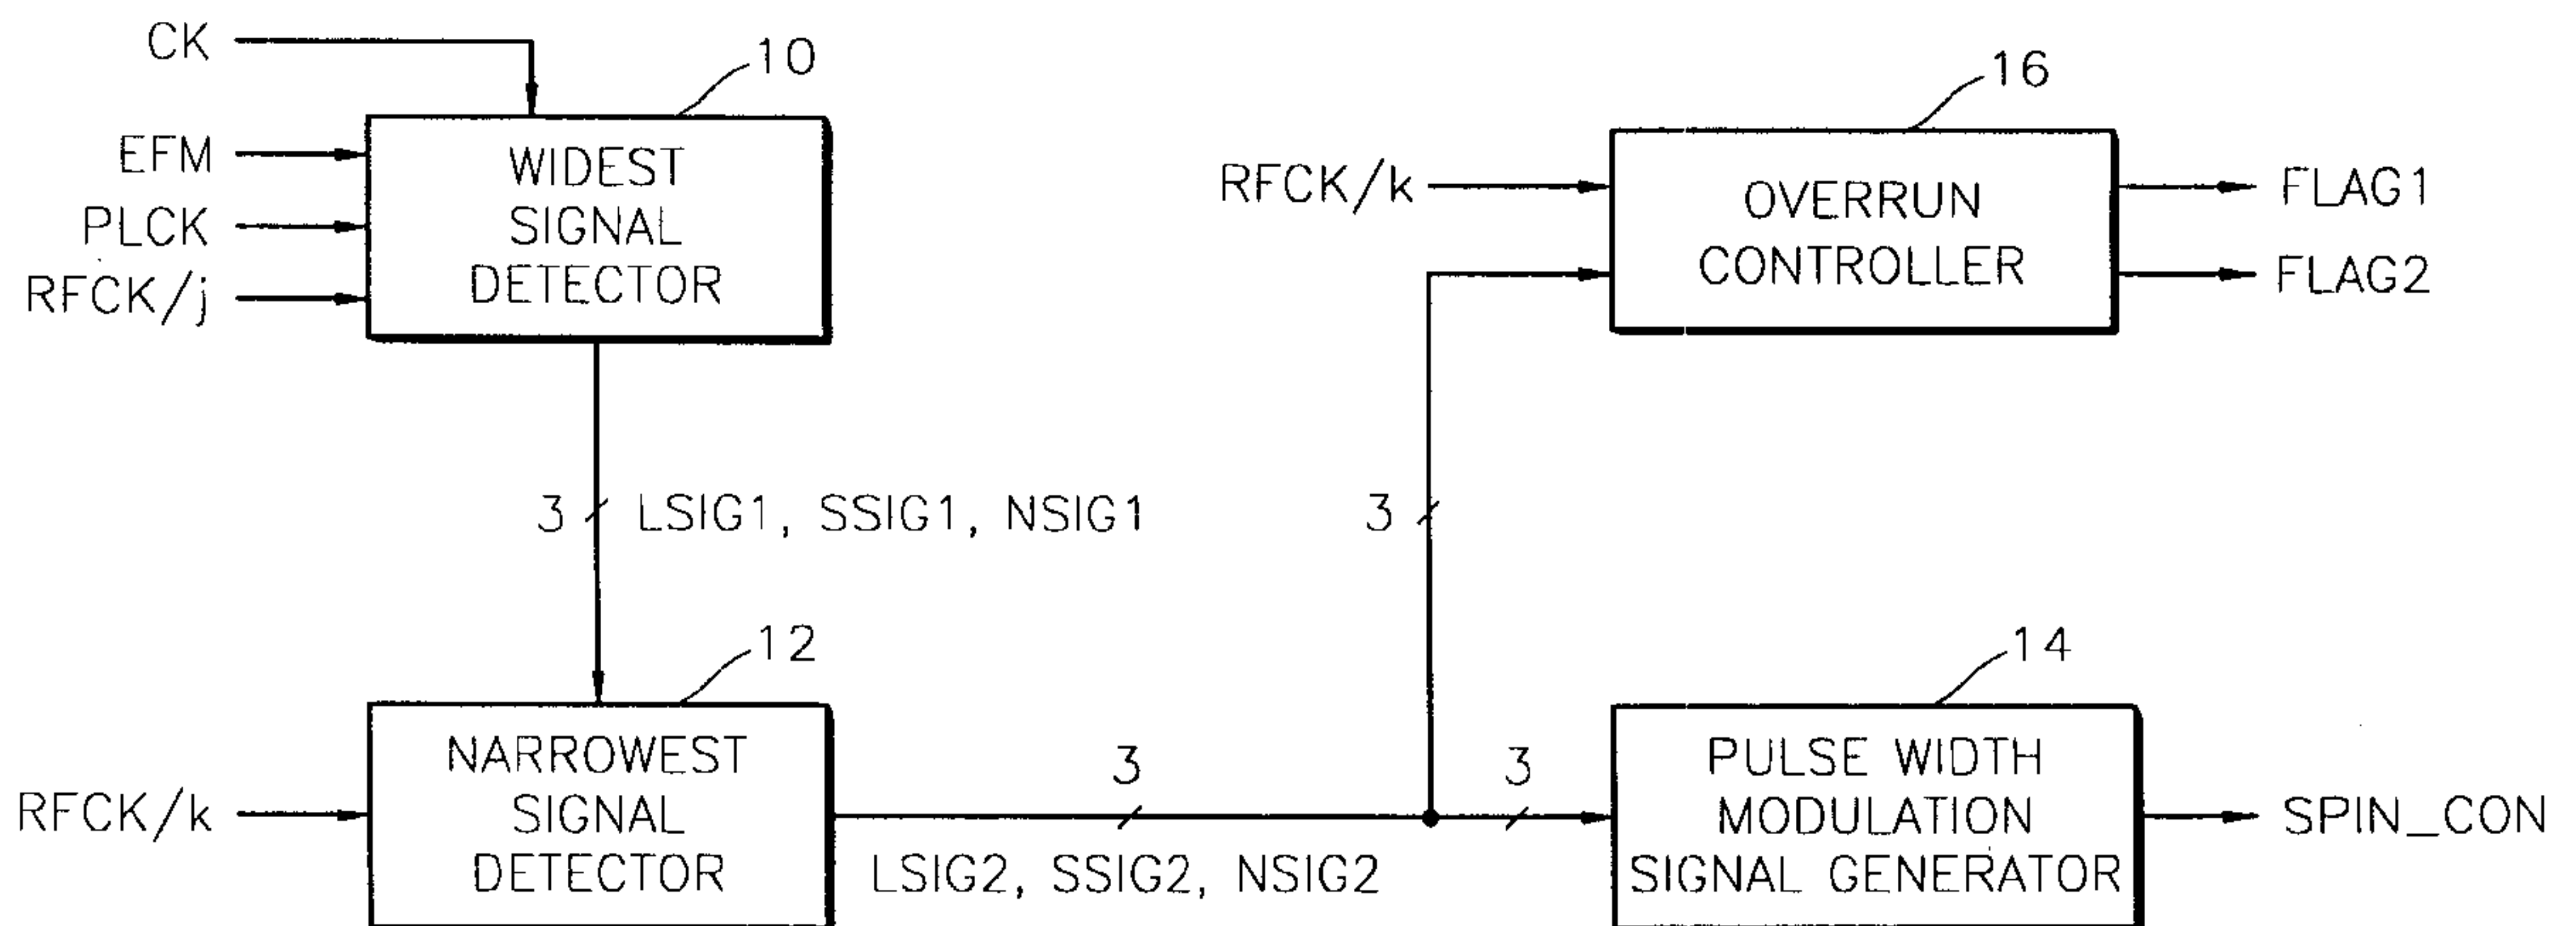 CK
10
EFM
PLCK
RFCK/j
WIDEST
SIGNAL
DETECTOR
16
RFCK/k
OVERRUN
CONTROLLER
FLAG1
FLAG2
3 LSIG1, SSIG1, NSIG1
3
12
RFCK/k
NARROWEST
SIGNAL
DETECTOR
3
LSIG2, SSIG2, NSIG2
3
14
PULSE WIDTH
MODULATION
SIGNAL GENERATOR
SPIN_CON